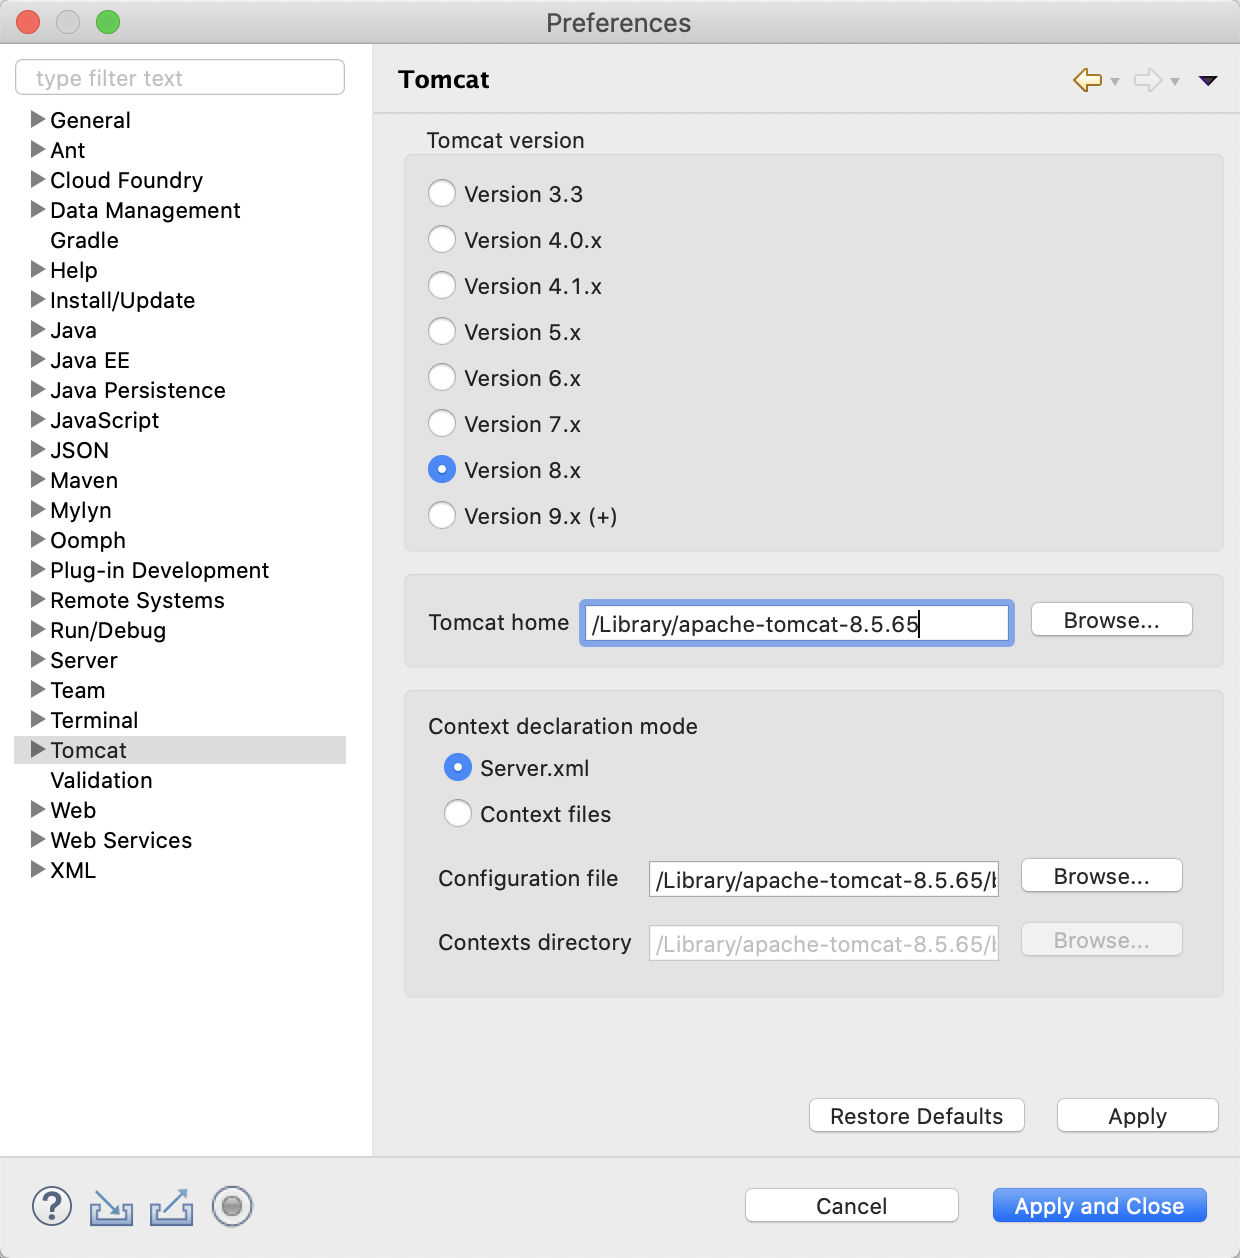 Preferences
type filter text
General
Ant
Cloud Foundry
Data Management
Gradle
Help
Install/Update
Java
Java EE
Java Persistence
JavaScript
JSON
Maven
Mylyn
Oomph
Plug-in Development
Remote Systems
Run/Debug
Server
Team
Terminal
Tomcat
Validation
Web
Web Services
XML
Tomcat
Tomcat version
Version 3.3
Version 4.0.x
Version 4.1.x
Version 5.x
Version 6.x
Version 7.x
Version 8.x
Version 9.x (+)
Tomcat home /Library/apache-tomcat-8.5.65 Browse...
Context declaration mode
Server.xml
Context files
Configuration file /Library/apache-tomcat-8.5.65/ Browse...
Contexts directory /Library/apache-tomcat-8.5.65/ Browse...
Restore Defaults Apply
? Cancel Apply and Close